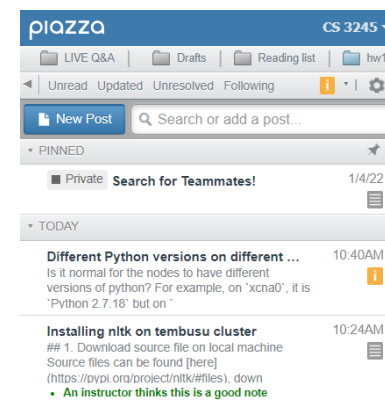 piazza
CS 3245
LIVE Q&A
Drafts
Reading list
hw1
Unread Updated Unresolved Following
i
New Post
Search or add a post...
PINNED
Private Search for Teammates! 1/4/22
TODAY
Different Python versions on different ... 10:40AM
Is it normal for the nodes to have different
i
versions of python? For example, on `xcna0`, it is
`Python 2.7.18` but on `
Installing nltk on tembusu cluster 10:24AM
## 1. Download source file on local machine
Source files can be found [here]
(https://pypi.org/project/nltk/#files), down
• An instructor thinks this is a good note